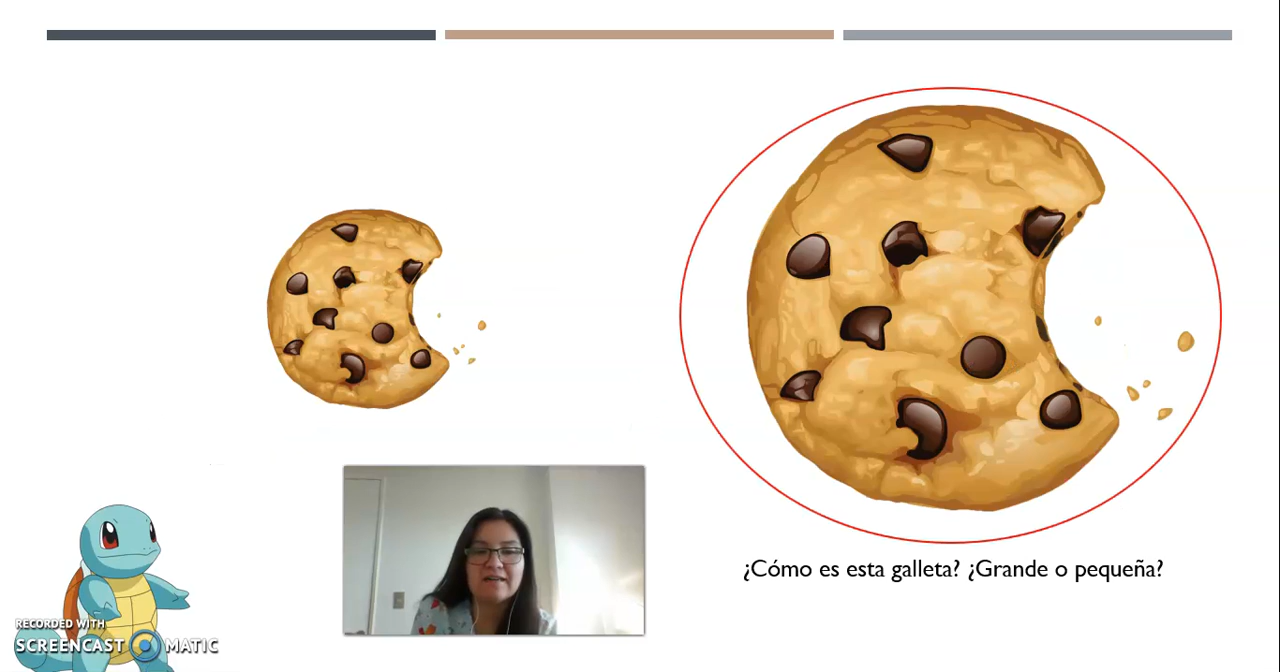 ¿Cómo es esta galleta? ¿Grande o pequeña?
RECORDED WITH
SCREENCAST MATIC